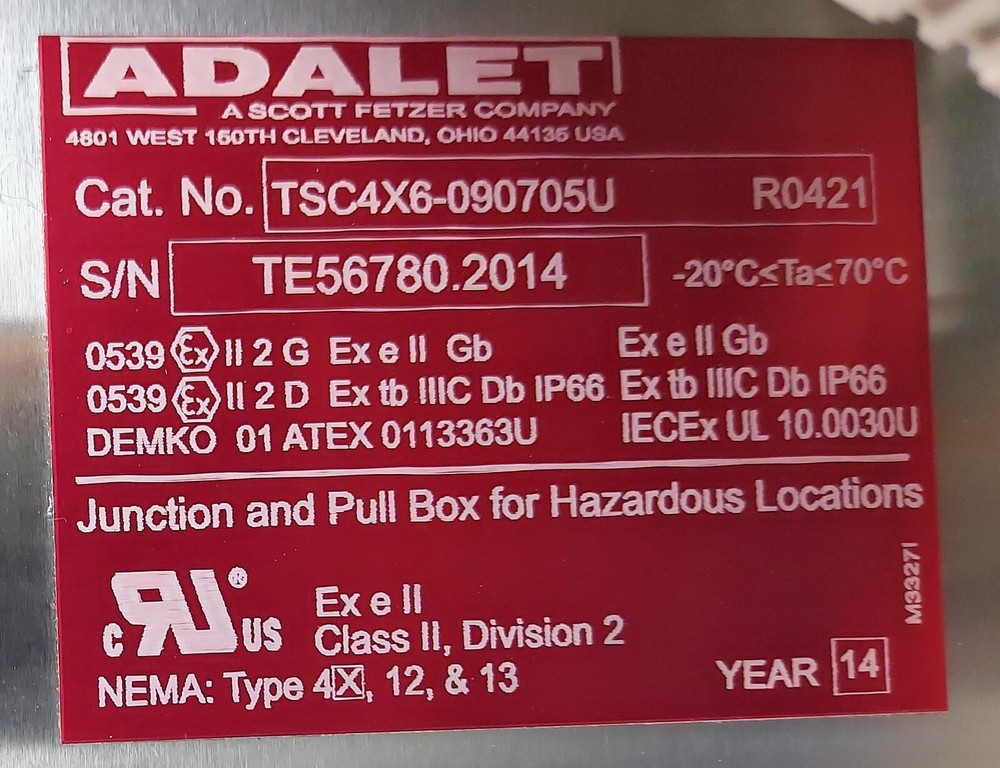 ADALET
A SCOTT FETZER COMPANY
4801 WEST 150TH CLEVELAND, OHIO 44135 USA
Cat. No. TSC4X6-090705U R0421
S/N TE56780.2014 -20°C≤Ta≤70°C
0539 Ex II 2 G Ex e II Gb Ex e II Gb
0539 Ex II 2 D Ex tb IIIC Db IP66 Ex tb IIIC Db IP66
DEMKO 01 ATEX 0113363U IECEx UL 10.0030U
Junction and Pull Box for Hazardous Locations
M3327I
c RU ® US
Ex e II
Class II, Division 2
NEMA: Type 4X, 12, & 13
YEAR 14